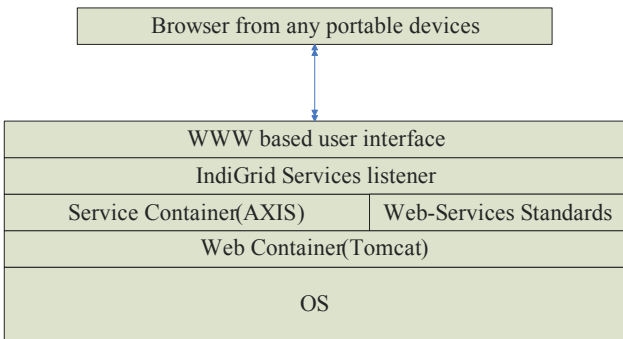 Browser from any portable devices
WWW based user interface
IndiGrid Services listener
Service Container(AXIS)
Web-Services Standards
Web Container(Tomcat)
OS